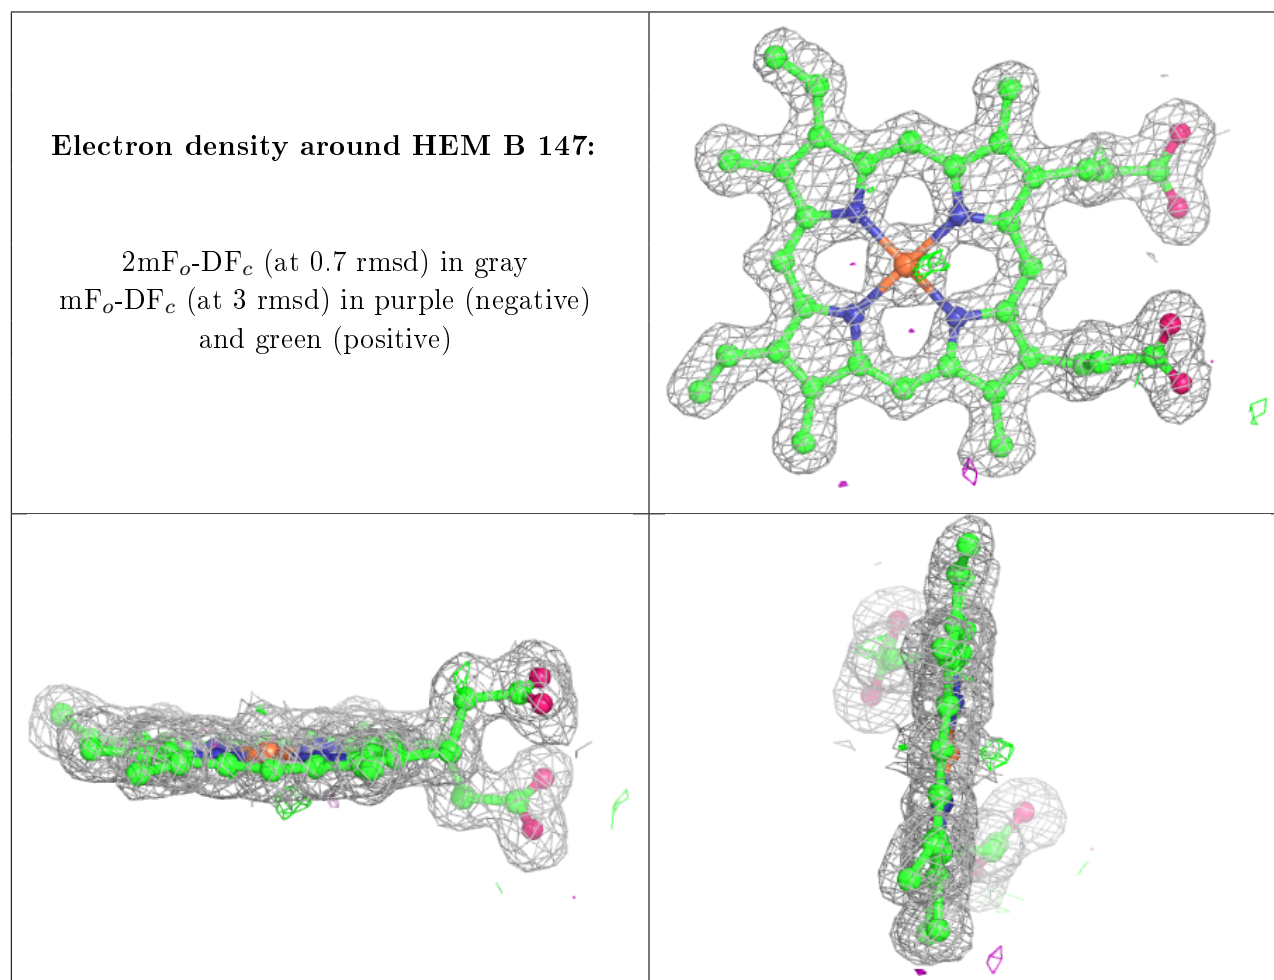 Electron density around HEM B 147:
2mFo-DFc (at 0.7 rmsd) in gray
mFo-DFc (at 3 rmsd) in purple (negative)
and green (positive)